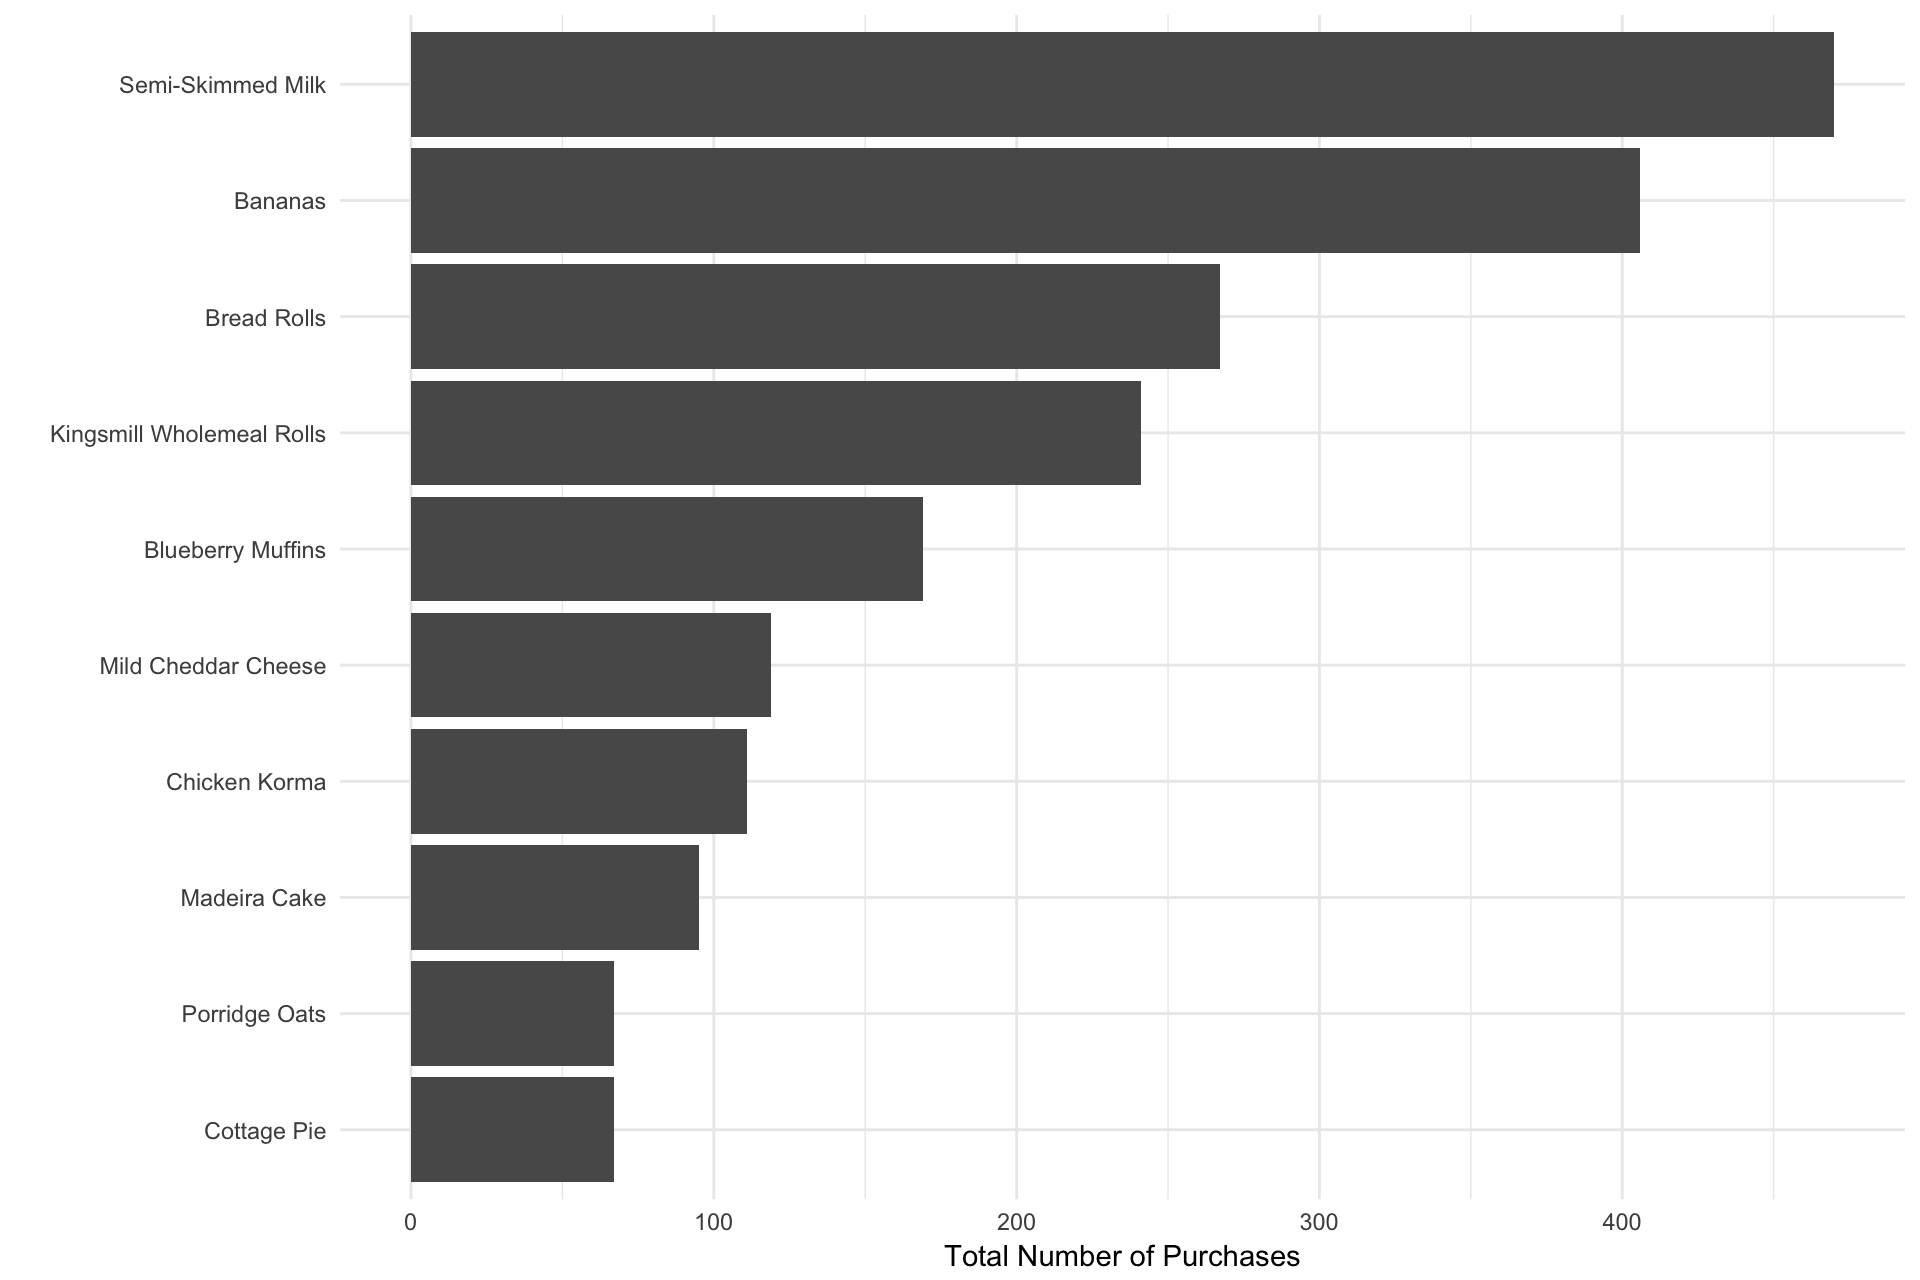 Semi-Skimmed Milk
Bananas
Bread Rolls
Kingsmill Wholemeal Rolls
Blueberry Muffins
Mild Cheddar Cheese
Chicken Korma
Madeira Cake
Porridge Oats
Cottage Pie
0 100 200 300 400
Total Number of Purchases